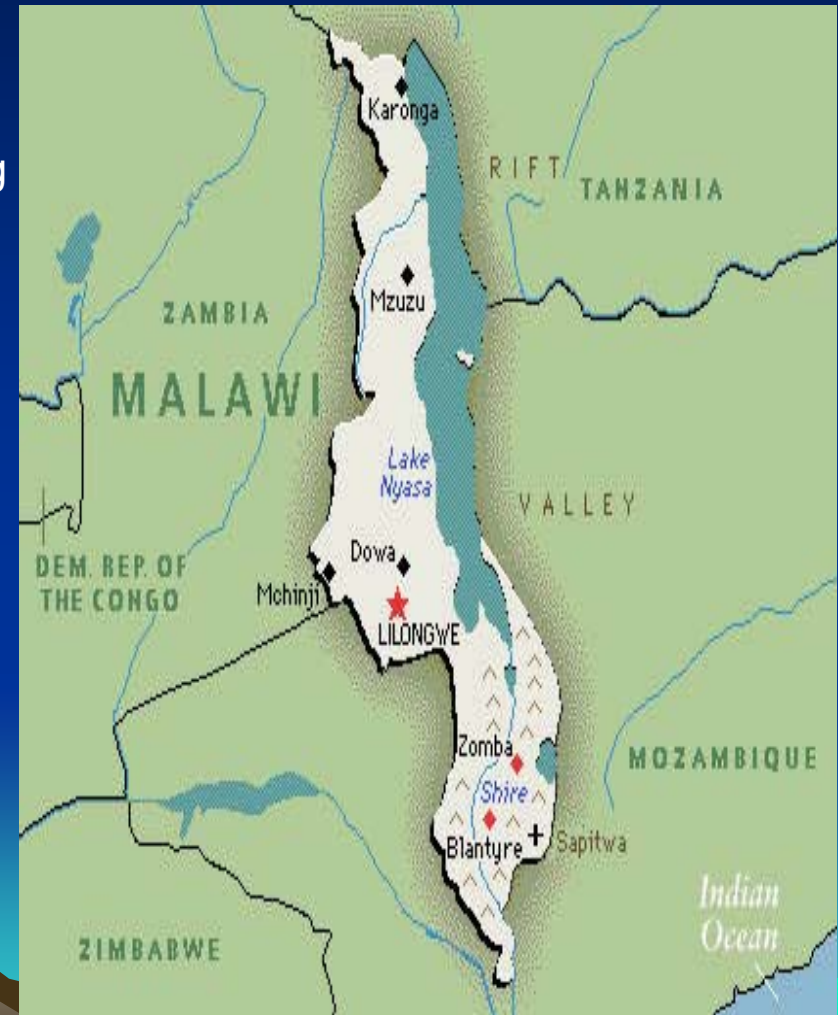 Karonga
RIFT
TANZANIA
Mzuzu
ZAMBIA
MALAWI
Lake
Nyasa
VALLEY
Dowa
DEM. REP. OF
THE CONGO
Mchinji
LILONGWE
Zomba
MOZAMBIQUE
Shire
Blantyre
Sapitwa
Indian
Ocean
ZIMBABWE